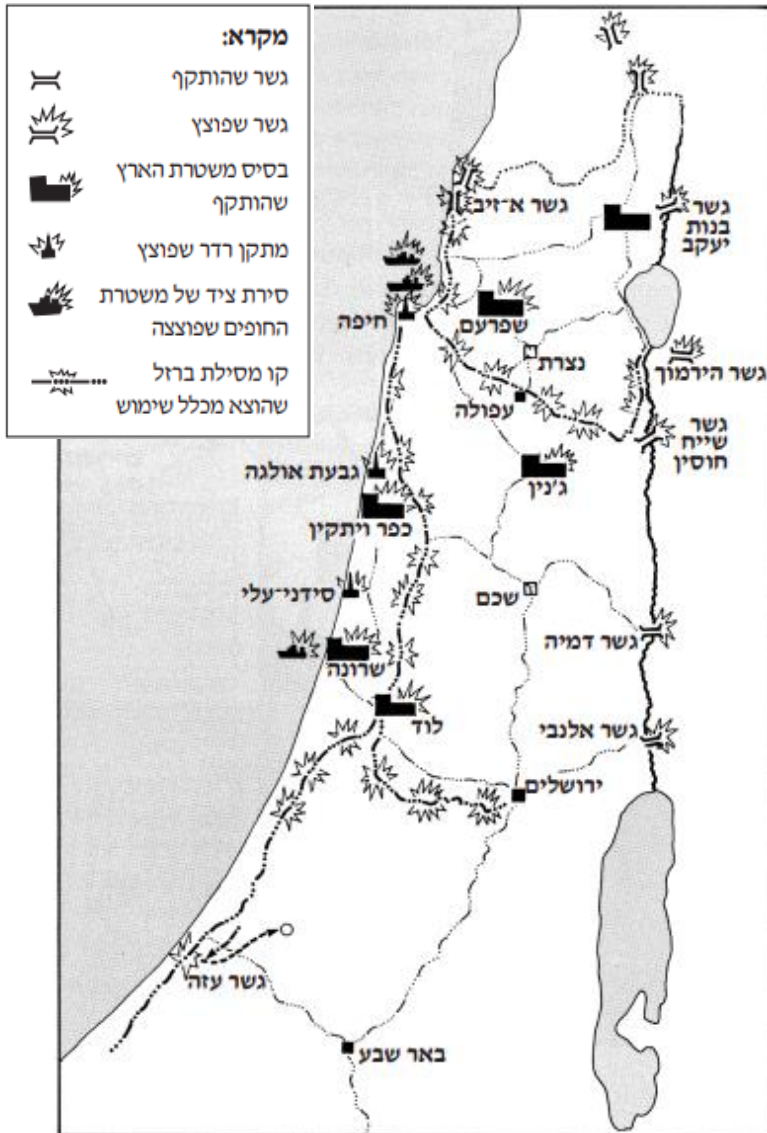 מקרא:
גשר שהותקף
גשר שפוצץ
בסיס משטרת הארץ
שהותקף
מתקן רדר שפוצץ
סירת ציד של משטרת
החופים שפוצצה
קו מסילת ברזל
שהוצא מכלל שימוש
גשר א־זיב
גשר
בנות
יעקב
חיפה
שפרעם
נצרת
גשר הירמוך
עפולה
גשר
שייח
חוסין
גבעת אולגה
ג'נין
כפר ויתקין
סידני־עלי
שכם
שרונה
גשר דמיה
לוד
גשר אלנבי
ירושלים
גשר עזה
באר שבע